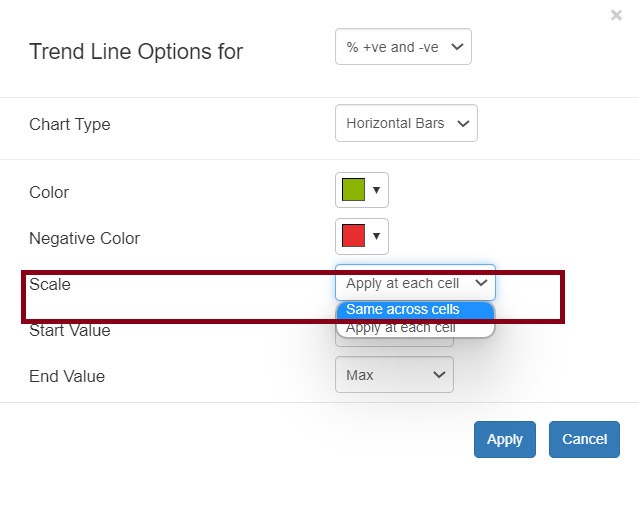 ×
Trend Line Options for % +ve and -ve
Chart Type Horizontal Bars
Color
Negative Color
Scale Apply at each cell
Same across cells
Apply at each cell
Start Value
End Value Max
Apply Cancel